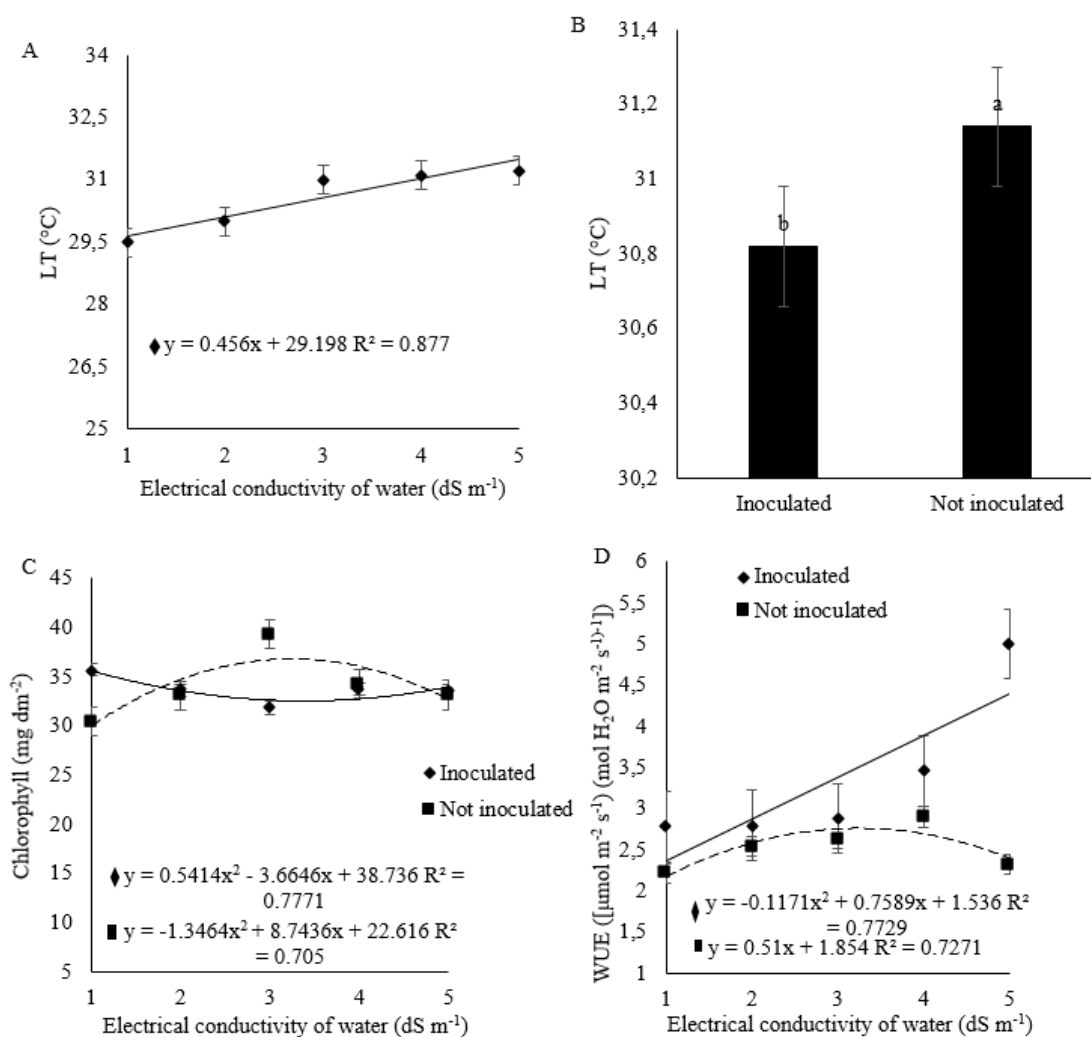 A
34
32,5
31
29,5
28
26,5
25
LT (°C)
y = 0.456x + 29.198 R² = 0.877
1 2 3 4 5
Electrical conductivity of water (dS m⁻¹)
B
31,4
31,2
31
30,8
30,6
30,4
30,2
LT (°C)
b
a
Inoculated Not inoculated
C
45
40
35
30
25
20
15
10
5
Chlorophyll (mg dm⁻²)
Inoculated
Not inoculated
y = 0.5414x² - 3.6646x + 38.736 R² =
0.7771
y = -1.3464x² + 8.7436x + 22.616 R²
= 0.705
1 2 3 4 5
Electrical conductivity of water (dS m⁻¹)
D
6
5,5
5
4,5
4
3,5
3
2,5
2
1,5
1
WUE ([µmol m⁻² s⁻¹) (mol H₂O m⁻² s⁻¹⁾⁻¹])
Inoculated
Not inoculated
y = -0.1171x² + 0.7589x + 1.536 R²
= 0.7729
y = 0.51x + 1.854 R² = 0.7271
1 2 3 4 5
Electrical conductivity of water (dS m⁻¹)